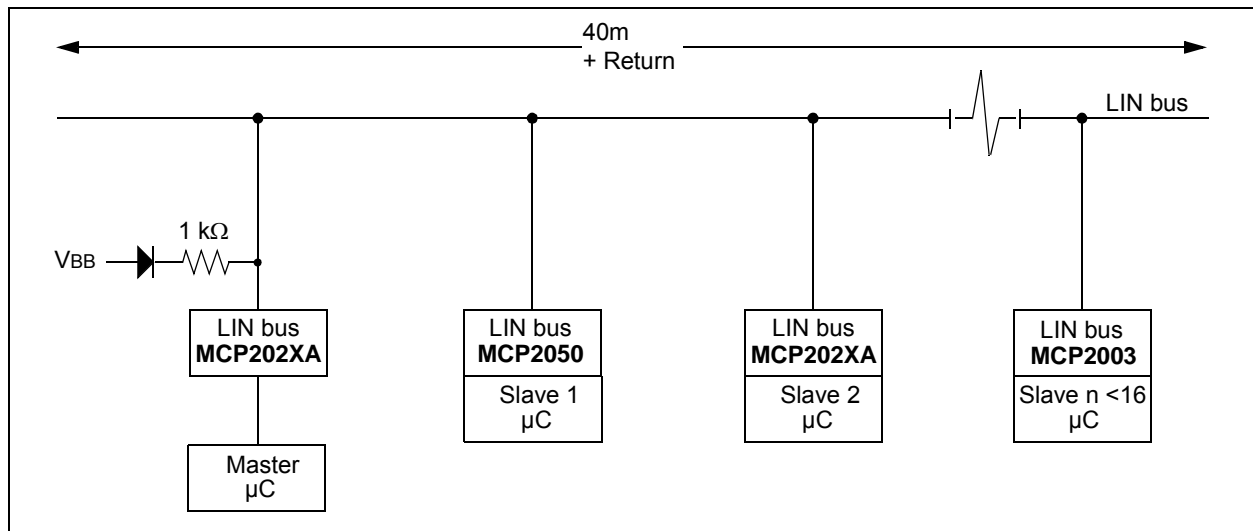 40m
+ Return
LIN bus
1 kΩ
VBB
LIN bus
MCP202XA
Master
µC
LIN bus
MCP2050
Slave 1
µC
LIN bus
MCP202XA
Slave 2
µC
LIN bus
MCP2003
Slave n <16
µC